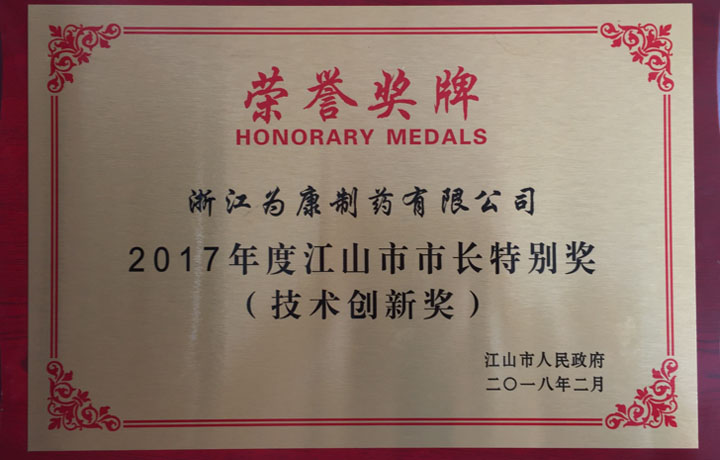 荣誉奖牌
HONORARY MEDALS
浙江为康制药有限公司
2017年度江山市市长特别奖
（技术创新奖）
江山市人民政府
二〇一八年二月